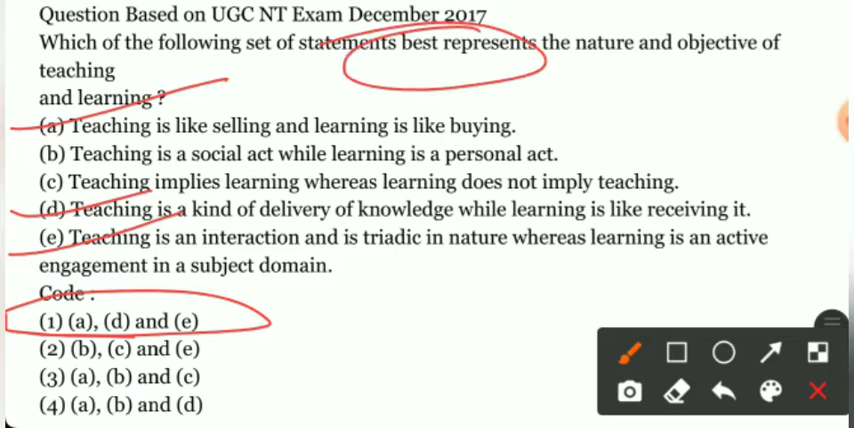 Question Based on UGC NT Exam December 2017
Which of the following set of statements best represents the nature and objective of
teaching
and learning ?
(a) Teaching is like selling and learning is like buying.
(b) Teaching is a social act while learning is a personal act.
(c) Teaching implies learning whereas learning does not imply teaching.
(d) Teaching is a kind of delivery of knowledge while learning is like receiving it.
(e) Teaching is an interaction and is triadic in nature whereas learning is an active
engagement in a subject domain.
Code :
(1) (a), (d) and (e)
(2) (b), (c) and (e)
(3) (a), (b) and (c)
(4) (a), (b) and (d)